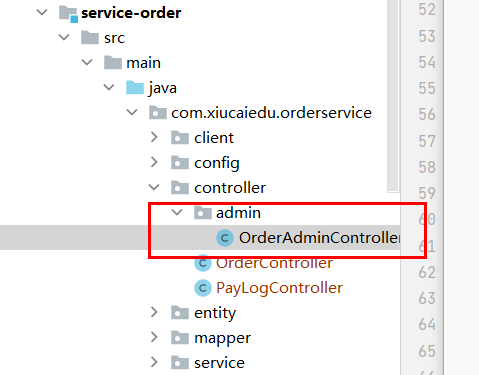 service-order
src
main
java
com.xiucaiedu.orderservice
client
config
controller
admin
OrderAdminController
OrderController
PayLogController
entity
mapper
service
52
53
54
55
56
57
58
59
60
61
62
63
64
65
66